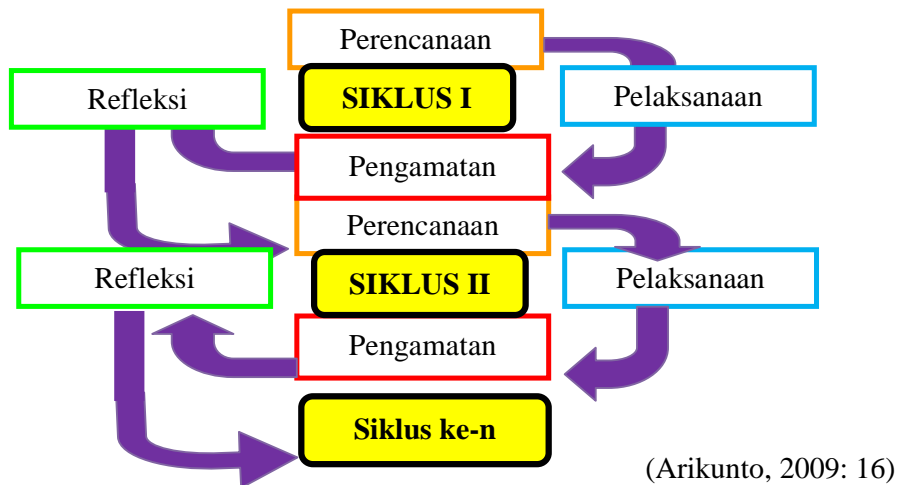 Perencanaan
Refleksi
SIKLUS I
Pelaksanaan
Pengamatan
Perencanaan
Refleksi
SIKLUS II
Pelaksanaan
Pengamatan
Siklus ke-n
(Arikunto, 2009: 16)